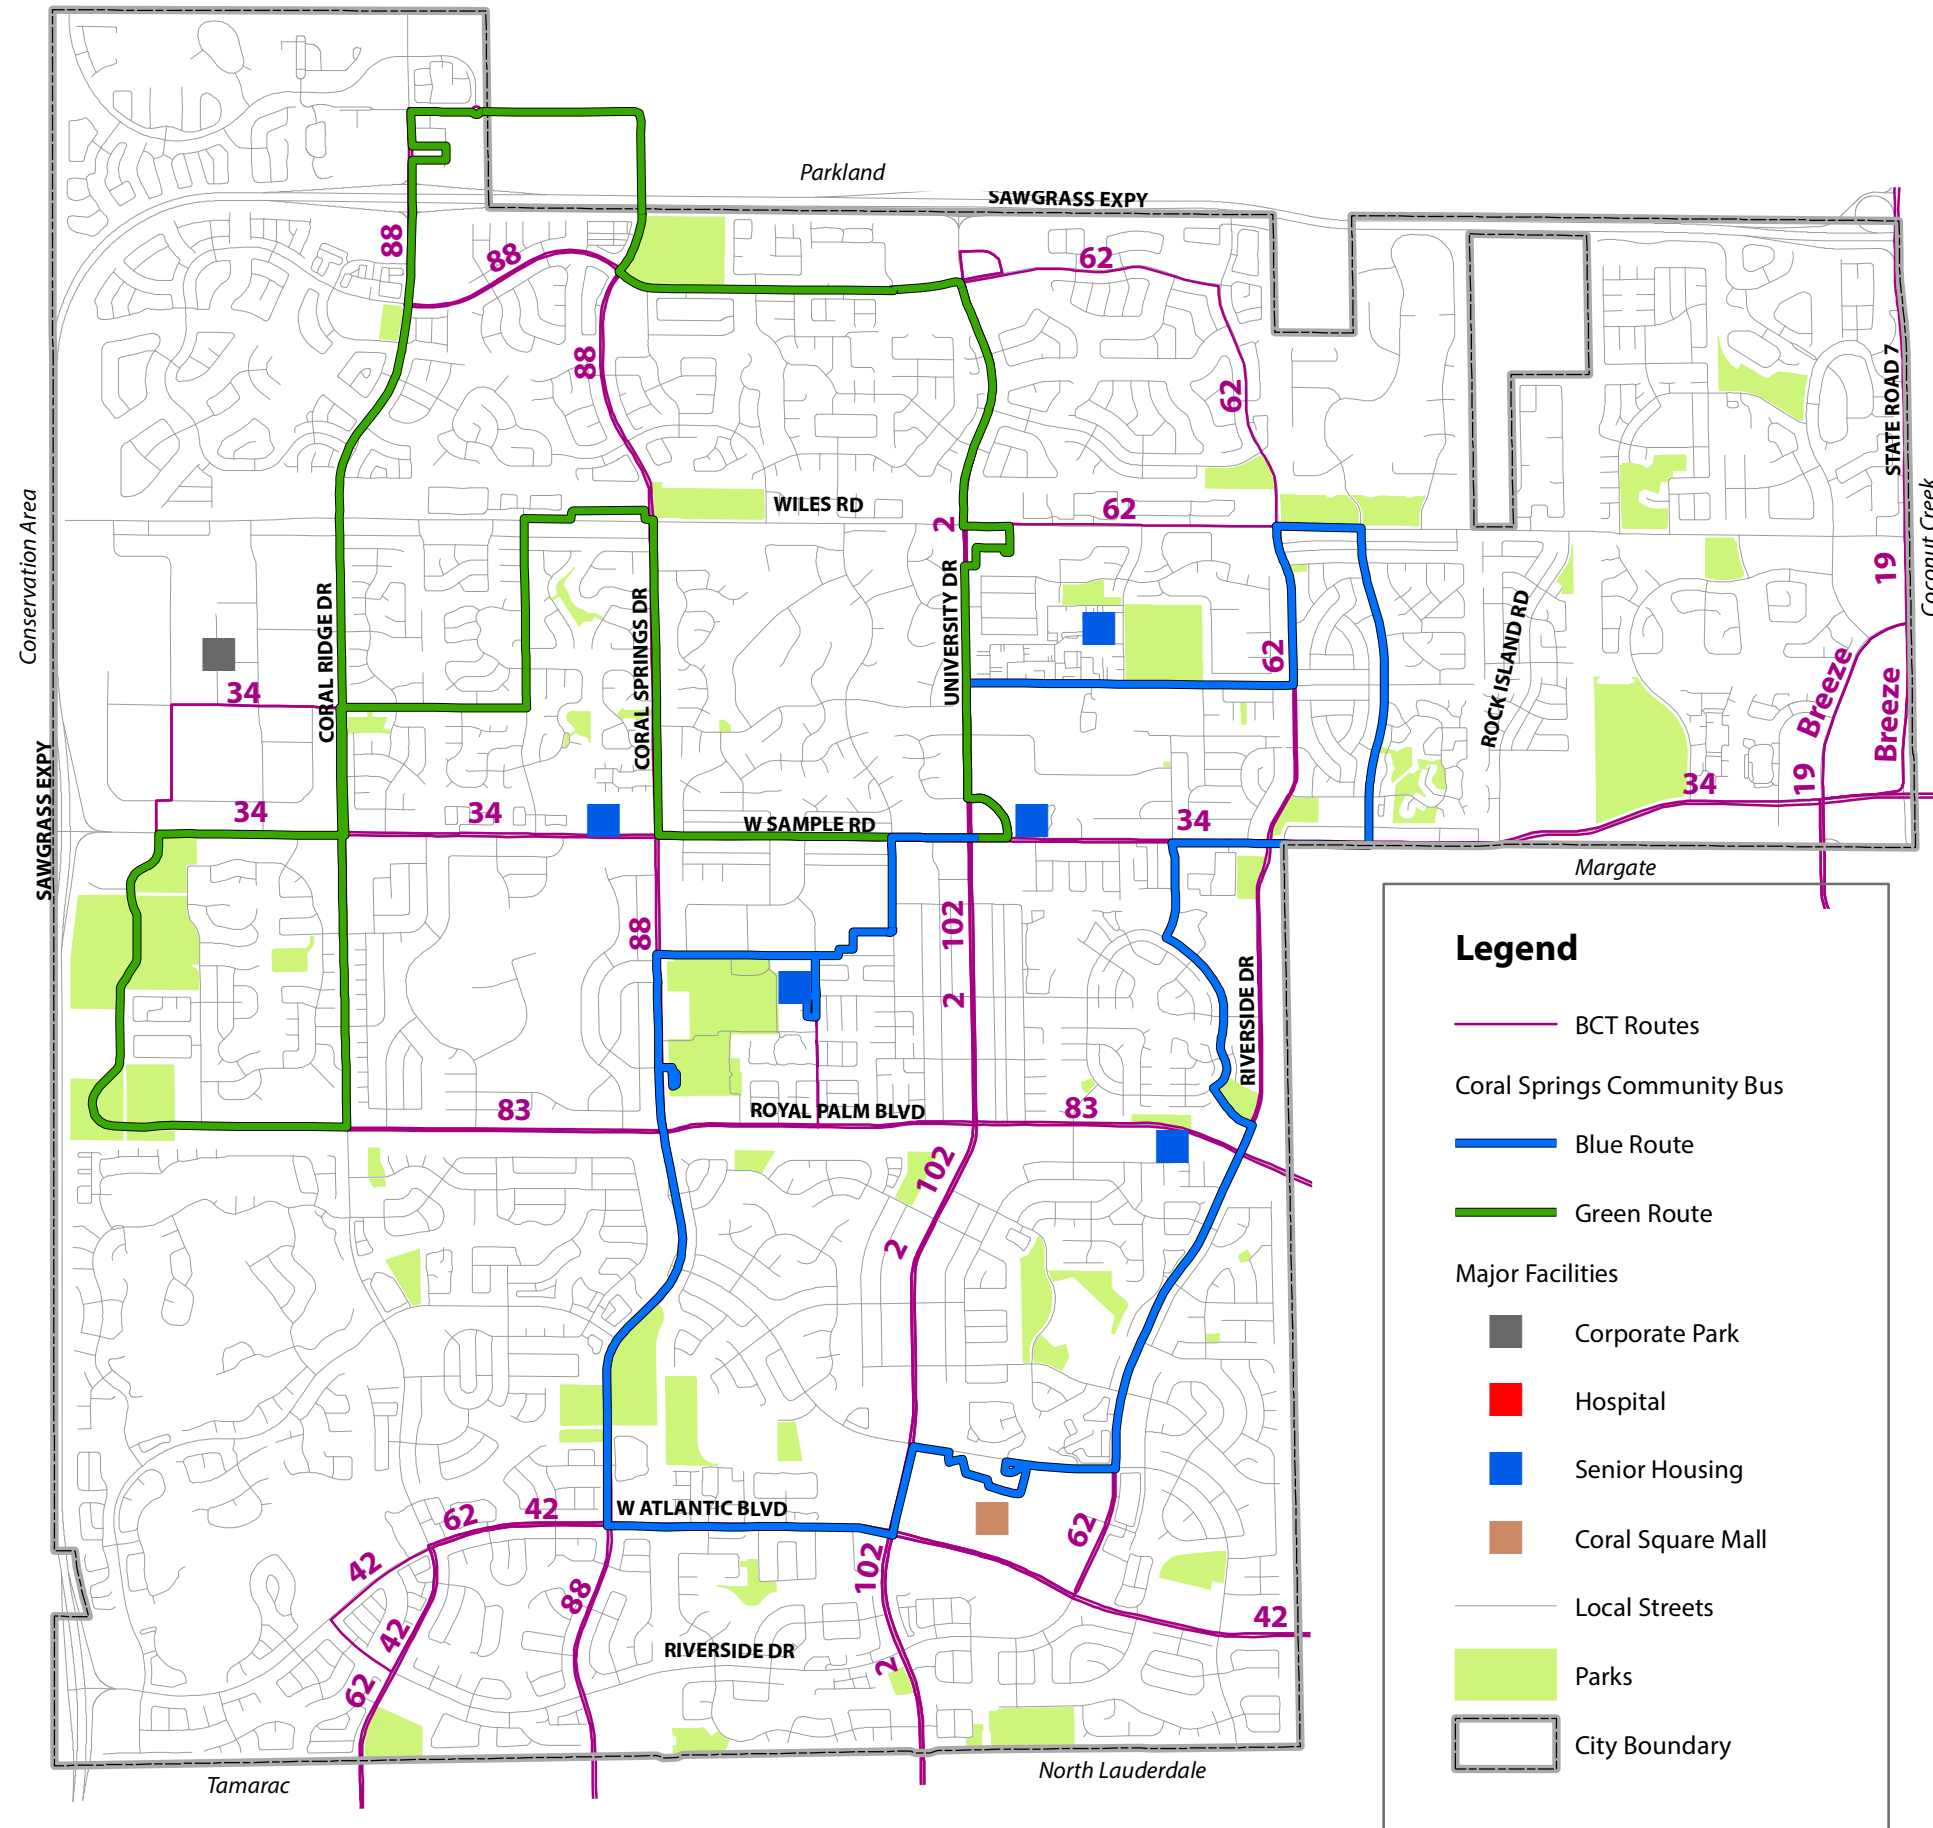 Parkland
SAWGRASS EXPY
88
88
62
88
62
STATE ROAD 7
Conservation Area
WILES RD
62
2
Coconut Creek
19
CORAL RIDGE DR
CORAL SPRINGS DR
UNIVERSITY DR
62
ROCK ISLAND RD
34
Breeze
Breeze
SAWGRASS EXPY
34
34
W SAMPLE RD
34
34
19
Margate
88
102
2
RIVERSIDE DR
83
ROYAL PALM BLVD
83
102
2
62
42
W ATLANTIC BLVD
42
62
88
102
42
42
62
RIVERSIDE DR
2
Tamarac
North Lauderdale
Legend
BCT Routes
Coral Springs Community Bus
Blue Route
Green Route
Major Facilities
Corporate Park
Hospital
Senior Housing
Coral Square Mall
Local Streets
Parks
City Boundary